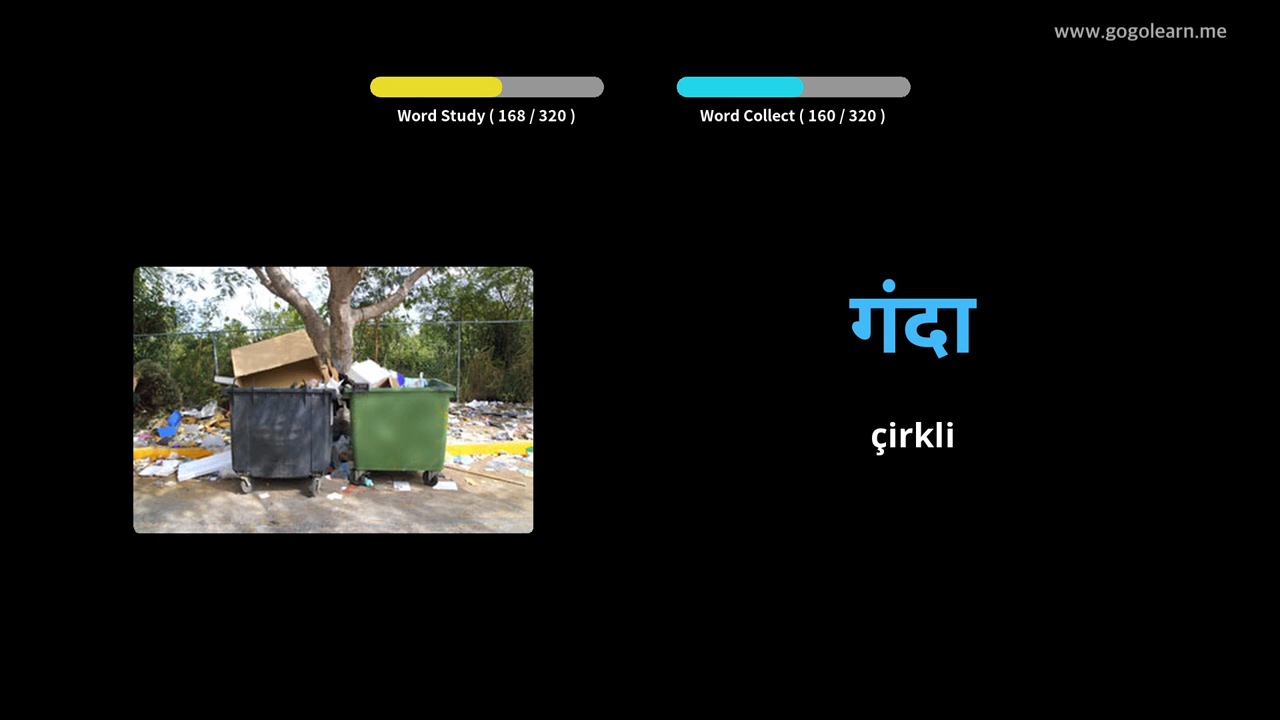 www.gogolearn.me
Word Study ( 168 / 320 )
Word Collect ( 160 / 320 )
गंदा
çirkli